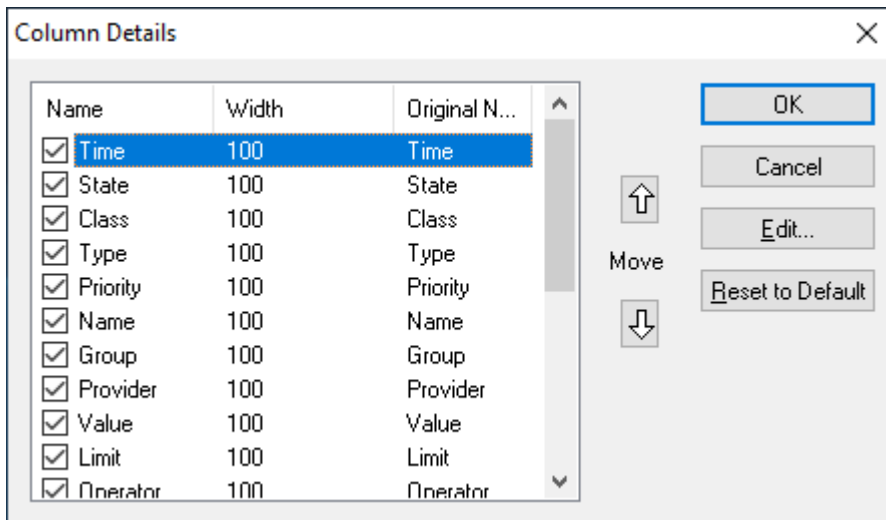 Column Details
Name Width Original N...
Time 100 Time
State 100 State
Class 100 Class
Type 100 Type
Priority 100 Priority
Name 100 Name
Group 100 Group
Provider 100 Provider
Value 100 Value
Limit 100 Limit
Operator 100 Operator
Move
OK
Cancel
Edit...
Reset to Default